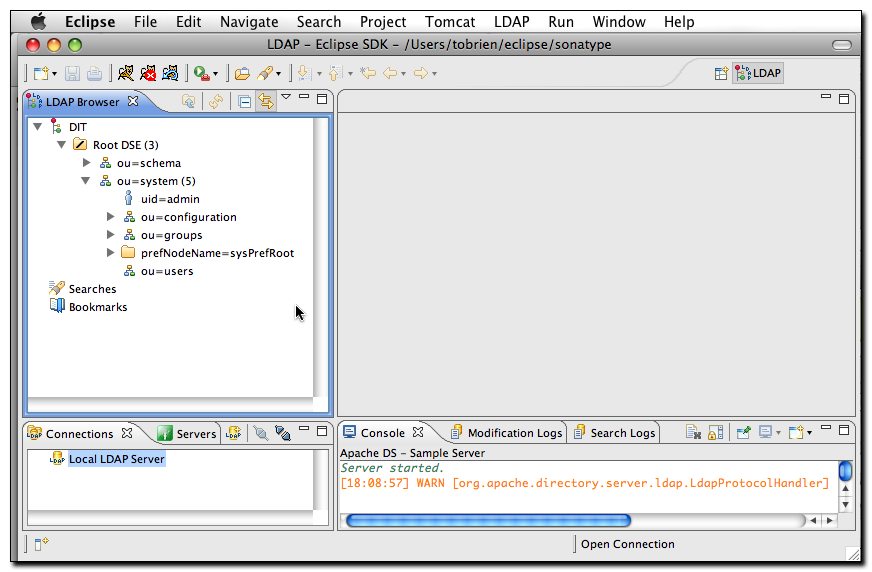 Eclipse File Edit Navigate Search Project Tomcat LDAP Run Window Help
LDAP - Eclipse SDK - /Users/tobrien/eclipse/sonatype
LDAP
LDAP Browser
DIT
Root DSE (3)
ou=schema
ou=system (5)
uid=admin
ou=configuration
ou=groups
prefNodeName=sysPrefRoot
ou=users
Searches
Bookmarks
Connections Servers
Local LDAP Server
Console Modification Logs Search Logs
Apache DS - Sample Server
Server started.
[18:08:57] WARN [org.apache.directory.server.ldap.LdapProtocolHandler]
Open Connection